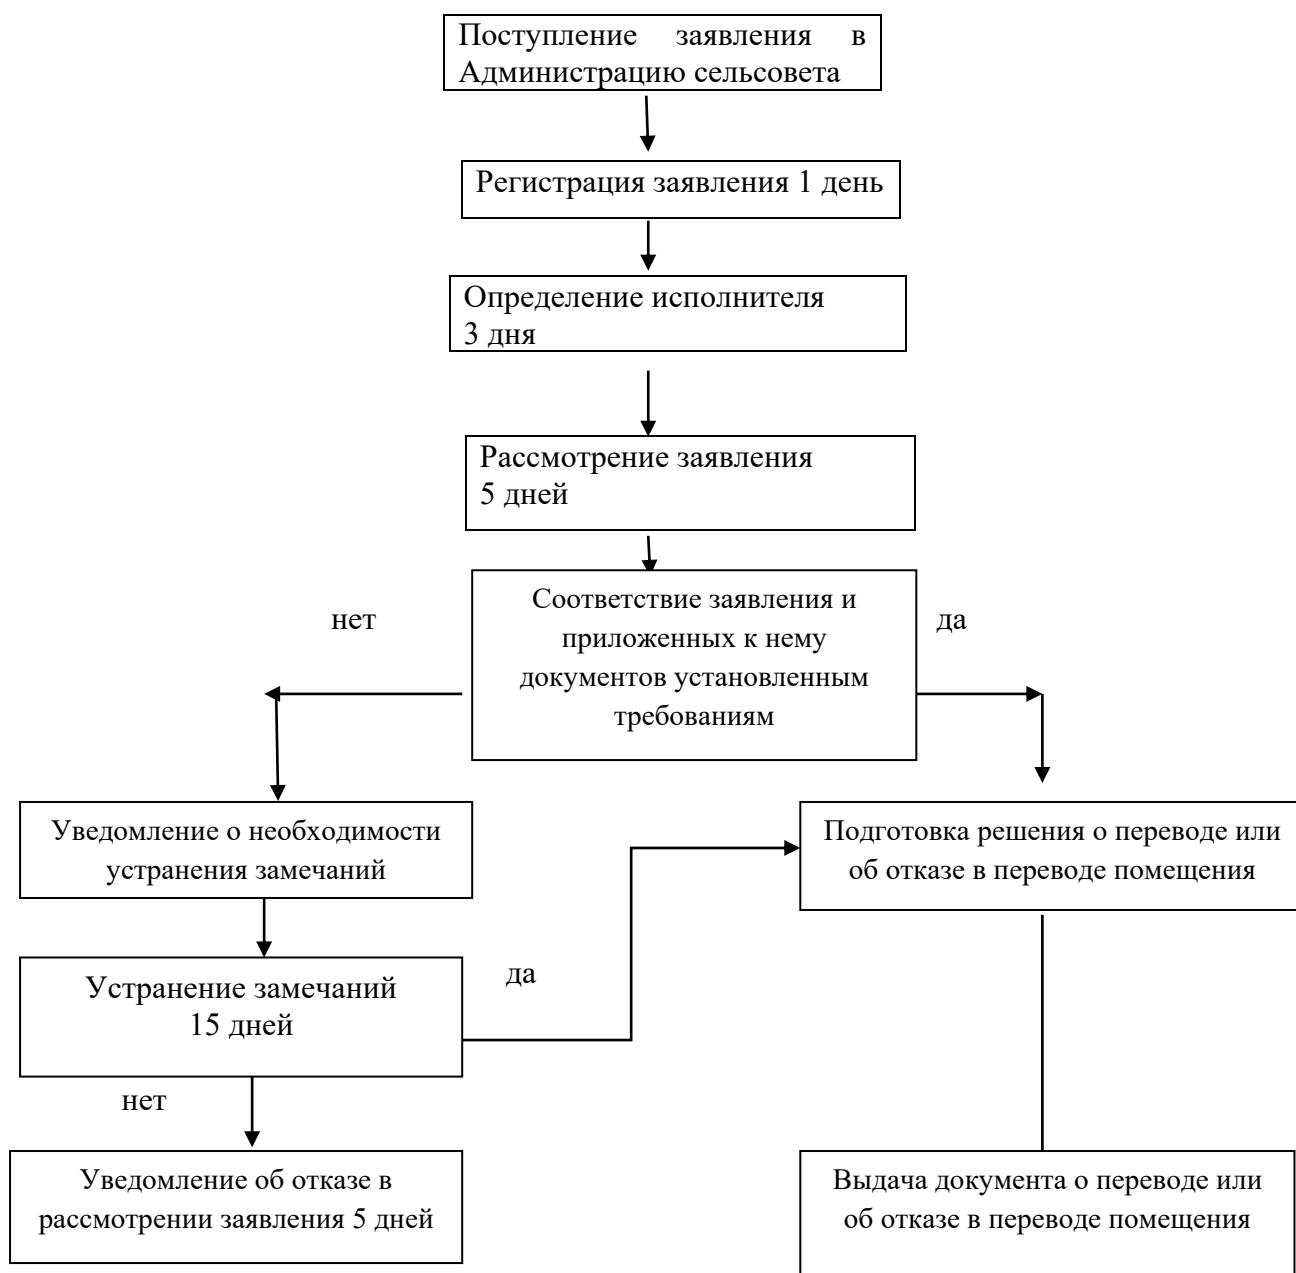 Поступление заявления в
Администрацию сельсовета
Регистрация заявления 1 день
Определение исполнителя
3 дня
Рассмотрение заявления
5 дней
Соответствие заявления и
приложенных к нему
документов установленным
требованиям
нет
да
Уведомление о необходимости
устранения замечаний
Подготовка решения о переводе или
об отказе в переводе помещения
Устранение замечаний
15 дней
да
нет
Уведомление об отказе в
рассмотрении заявления 5 дней
Выдача документа о переводе или
об отказе в переводе помещения